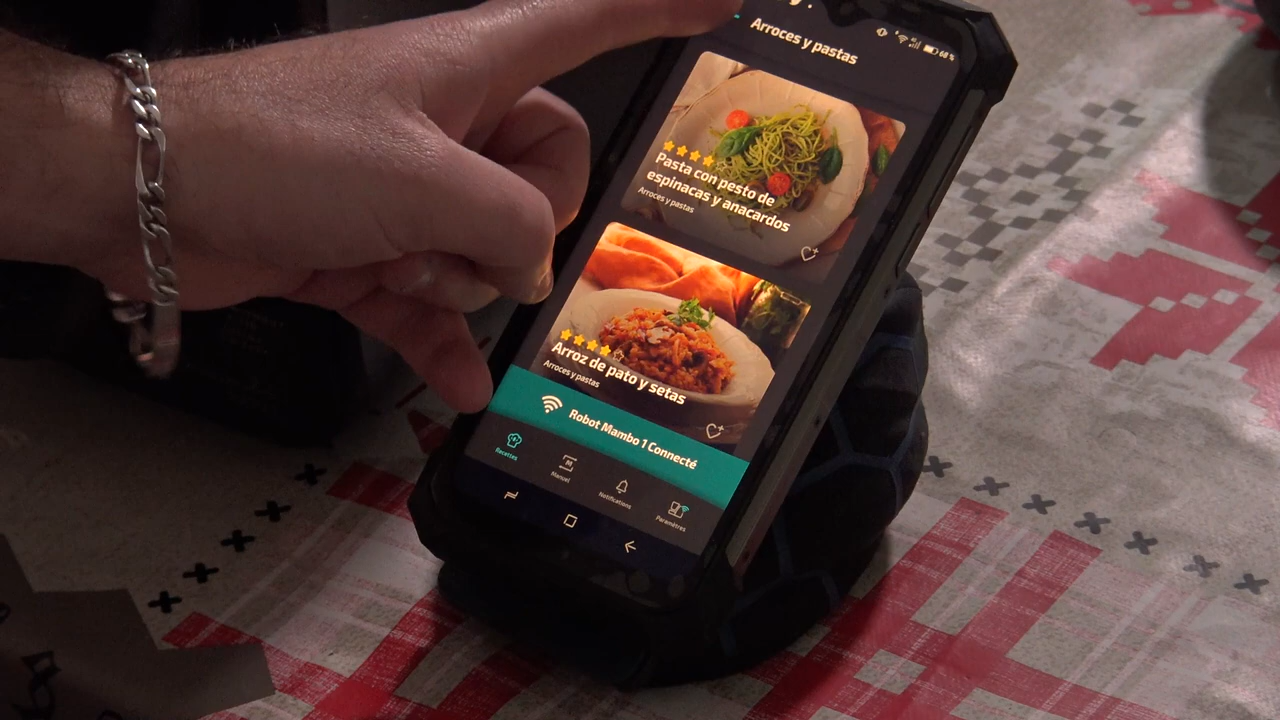 Arroces y pastas
68%
Pasta con pesto de
espinacas y anacardos
Arroces y pastas
Arroz de pato y setas
Arroces y pastas
Robot Mambo 1 Connecté
Recettes
Manuel
Notifications
Paramètres